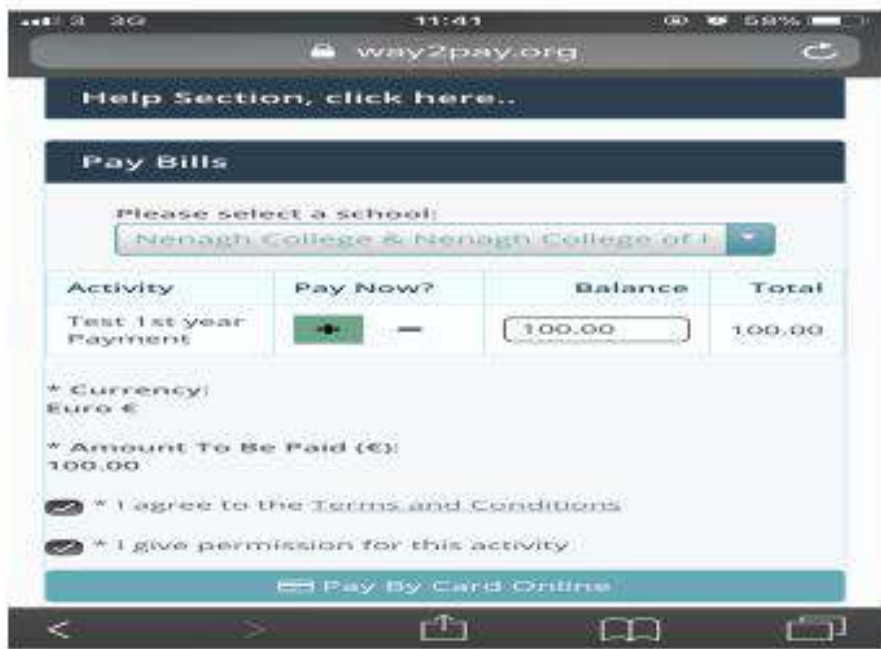 3 3G 11:41 58%
way2pay.org
Help Section, click here..
Pay Bills
Please select a school:
Nenagh College & Nenagh College of
Activity Pay Now? Balance Total
Test 1st year Payment + − 100.00 100.00
* Currency:
Euro €
* Amount To Be Paid (€):
100.00
* I agree to the Terms and Conditions
* I give permission for this activity
Pay By Card Online